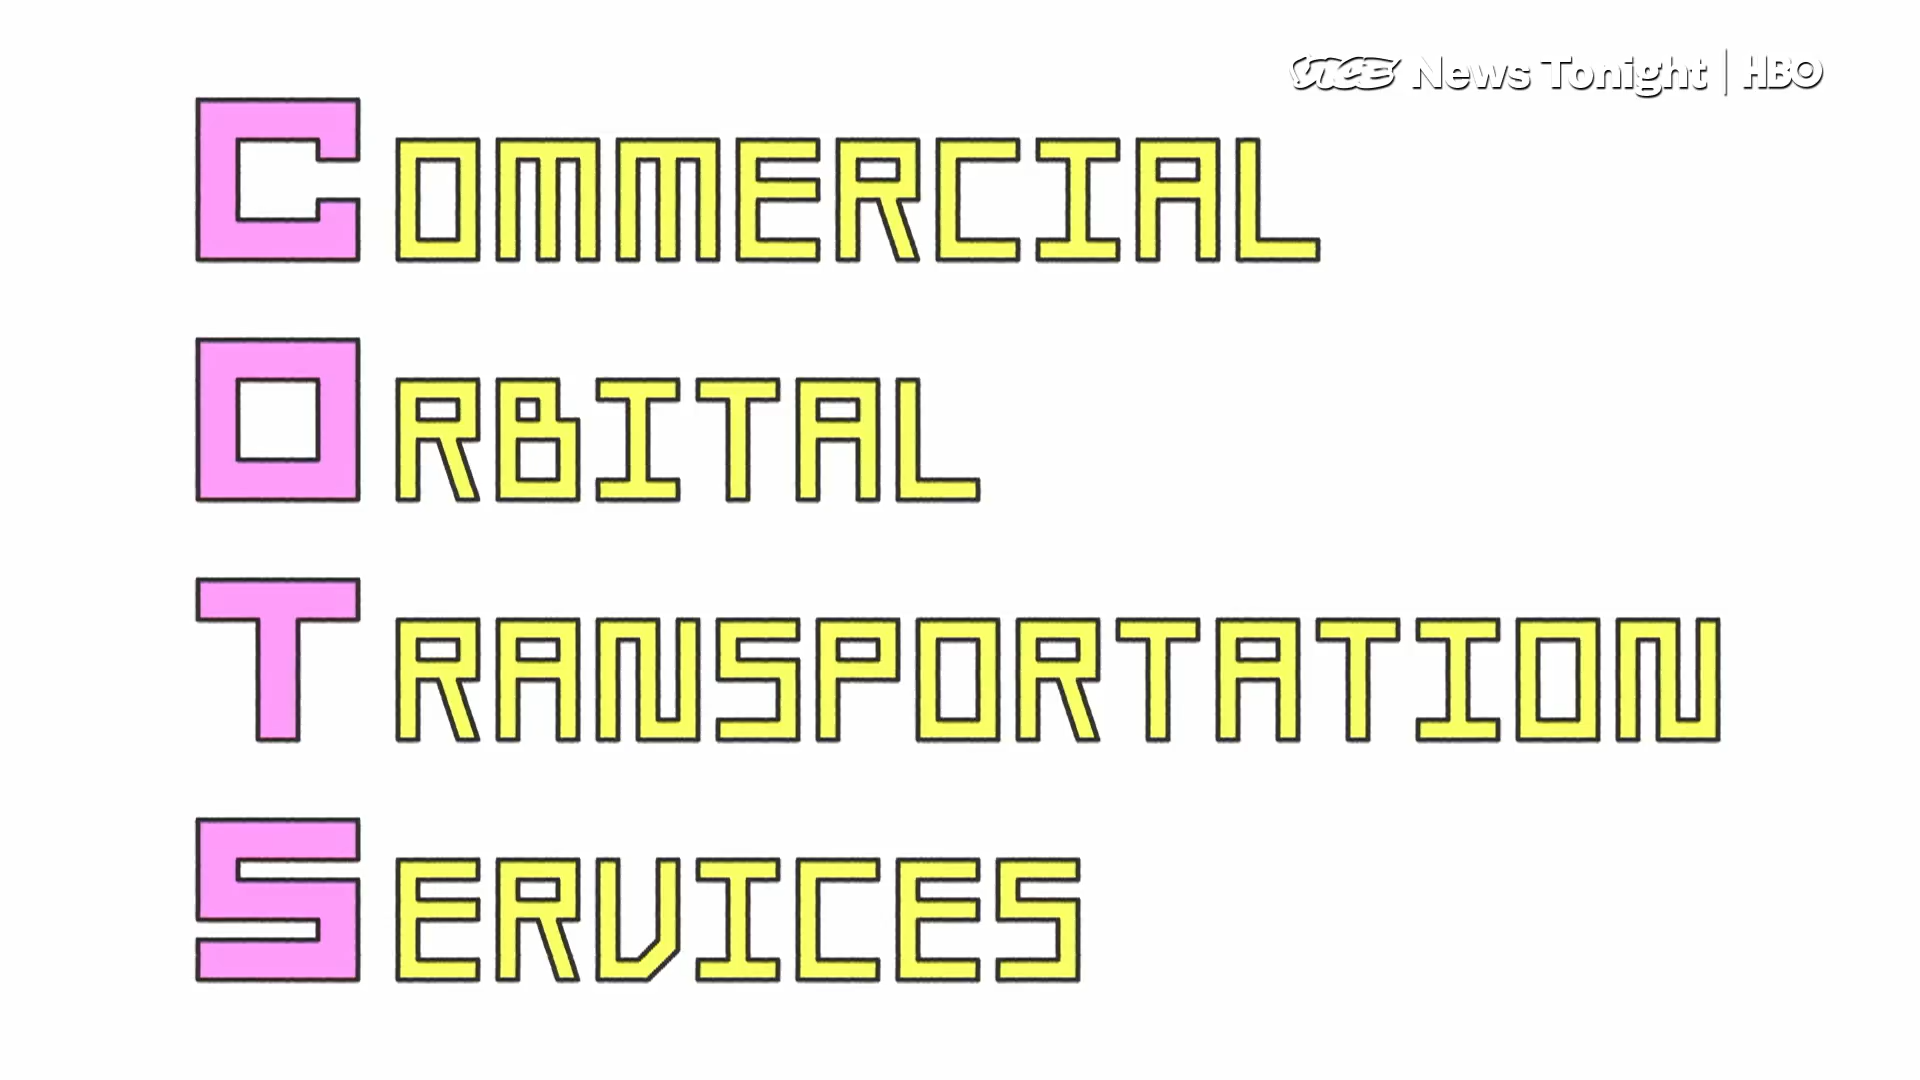 VICE News Tonight | HBO
COMMERCIAL
ORBITAL
TRANSPORTATION
SERVICES